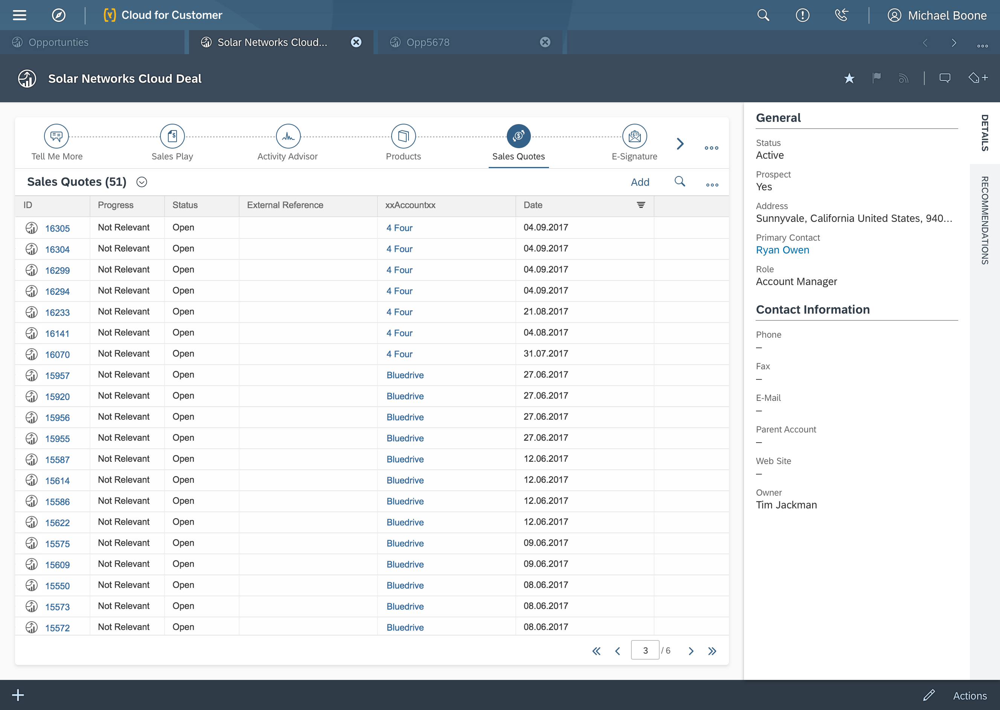 Cloud for Customer
Michael Boone
Opportunties
Solar Networks Cloud...
Opp5678
Solar Networks Cloud Deal
Tell Me More
Sales Play
Activity Advisor
Products
Sales Quotes
E-Signature
Sales Quotes (51)
Add
ID Progress Status External Reference xxAccountxx Date
16305 Not Relevant Open 4 Four 04.09.2017
16304 Not Relevant Open 4 Four 04.09.2017
16299 Not Relevant Open 4 Four 04.09.2017
16294 Not Relevant Open 4 Four 04.09.2017
16233 Not Relevant Open 4 Four 21.08.2017
16141 Not Relevant Open 4 Four 04.08.2017
16070 Not Relevant Open 4 Four 31.07.2017
15957 Not Relevant Open Bluedrive 27.06.2017
15920 Not Relevant Open Bluedrive 27.06.2017
15956 Not Relevant Open Bluedrive 27.06.2017
15955 Not Relevant Open Bluedrive 27.06.2017
15587 Not Relevant Open Bluedrive 12.06.2017
15614 Not Relevant Open Bluedrive 12.06.2017
15586 Not Relevant Open Bluedrive 12.06.2017
15622 Not Relevant Open Bluedrive 12.06.2017
15575 Not Relevant Open Bluedrive 09.06.2017
15609 Not Relevant Open Bluedrive 09.06.2017
15550 Not Relevant Open Bluedrive 08.06.2017
15573 Not Relevant Open Bluedrive 08.06.2017
15572 Not Relevant Open Bluedrive 08.06.2017
3 / 6
General
Status
Active
Prospect
Yes
Address
Sunnyvale, California United States, 940...
Primary Contact
Ryan Owen
Role
Account Manager
Contact Information
Phone
–
Fax
–
E-Mail
–
Parent Account
–
Web Site
–
Owner
Tim Jackman
DETAILS
RECOMMENDATIONS
Actions